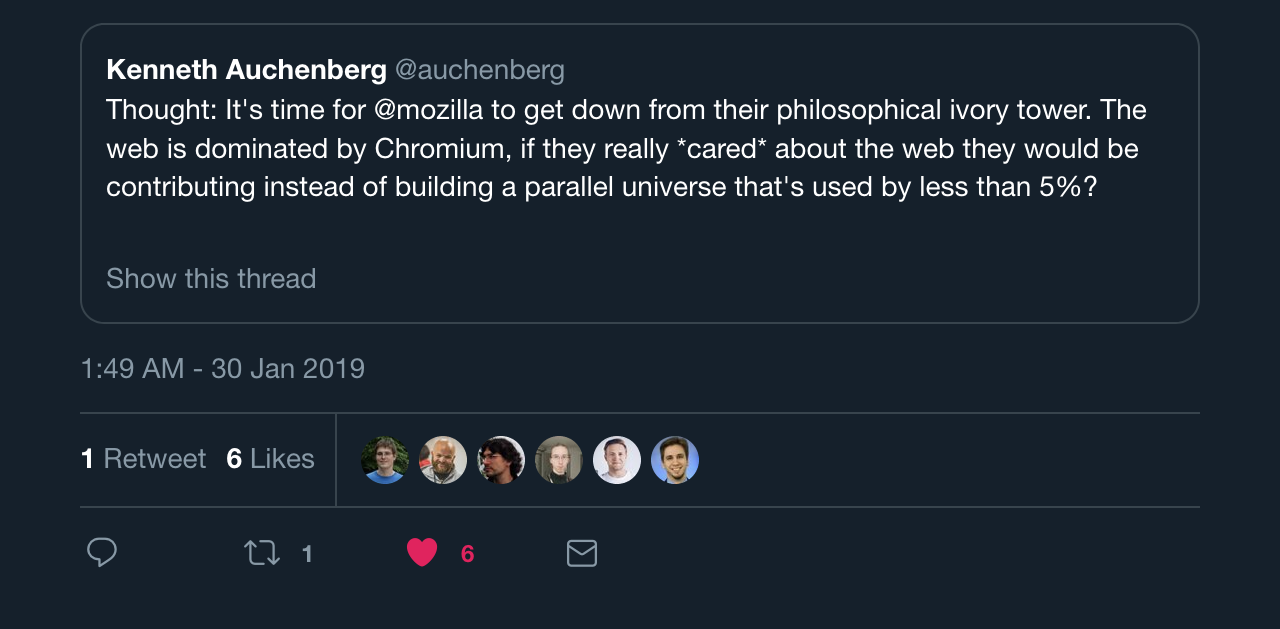 Kenneth Auchenberg @auchenberg
Thought: It's time for @mozilla to get down from their philosophical ivory tower. The
web is dominated by Chromium, if they really *cared* about the web they would be
contributing instead of building a parallel universe that's used by less than 5%?
Show this thread
1:49 AM - 30 Jan 2019
1 Retweet 6 Likes
1 6